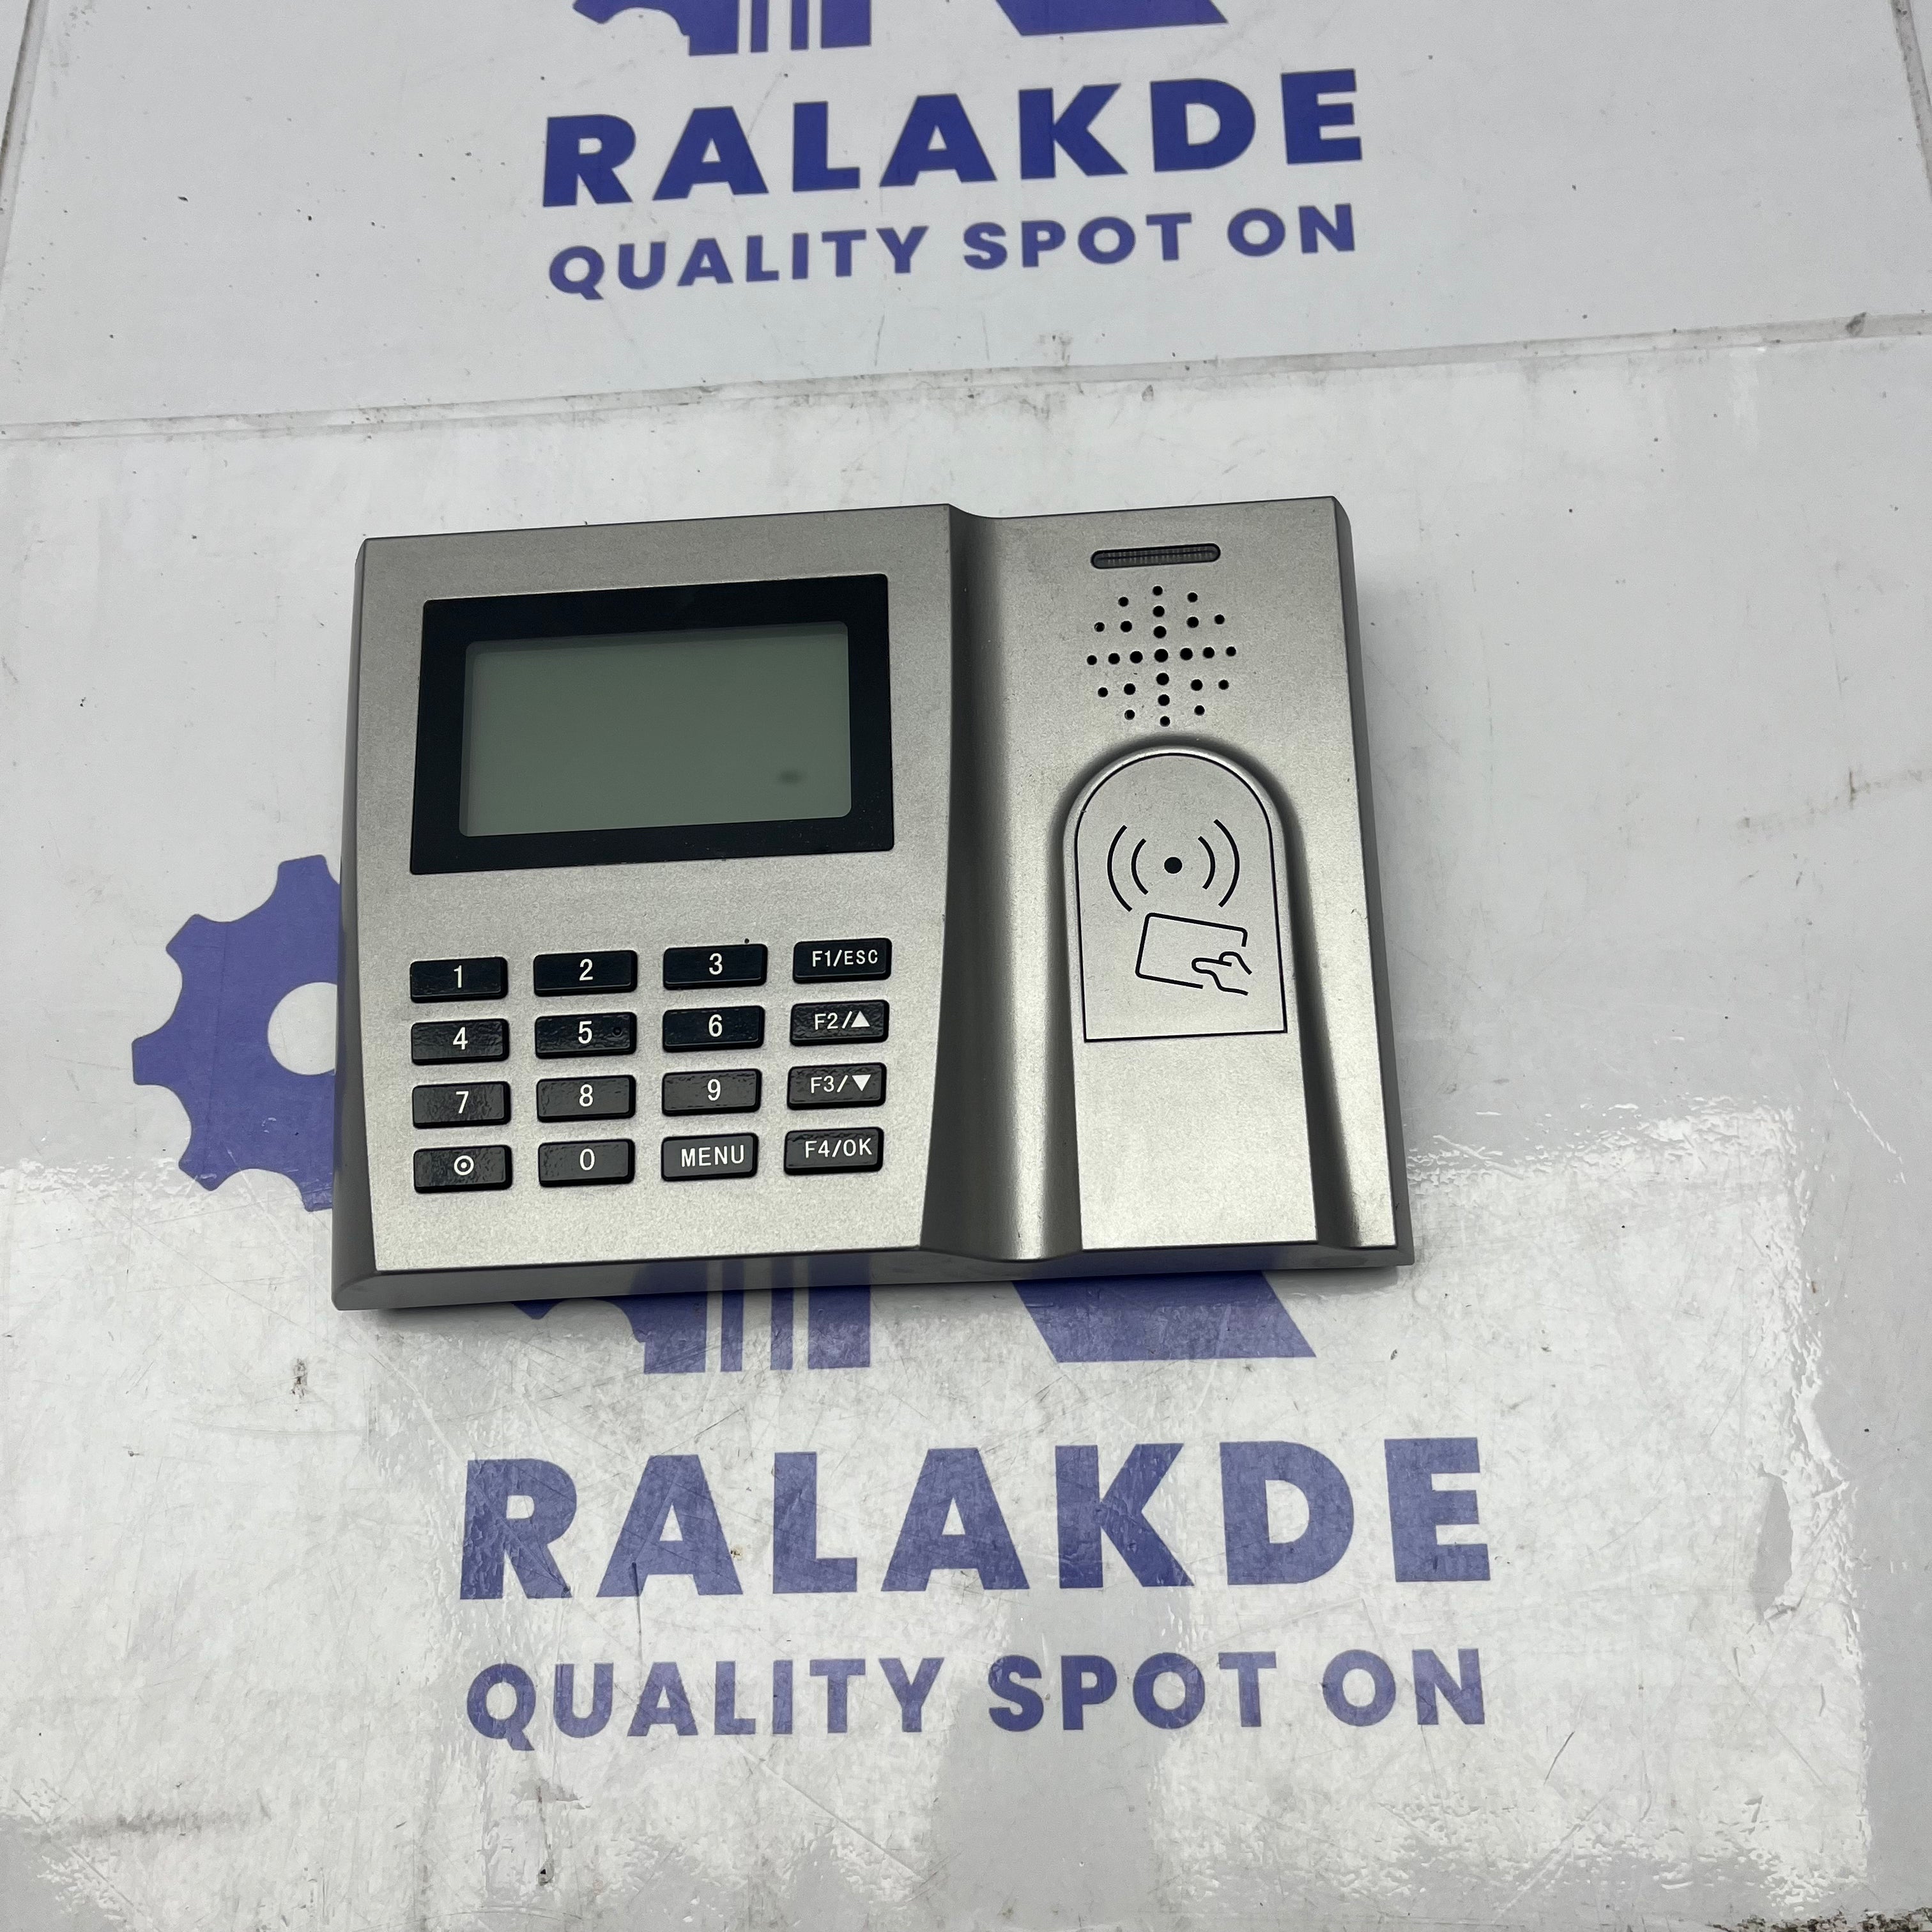 RALAKDE
QUALITY SPOT ON
1 2 3 F1/ESC
4 5 6 F2/▲
7 8 9 F3/▼
⊙ 0 MENU F4/OK
RALAKDE
QUALITY SPOT ON